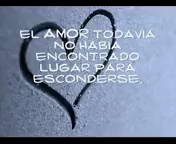 EL AMOR TODAVIA
NO HABIA
ENCONTRADO
LUGAR PARA
ESCONDERSE.